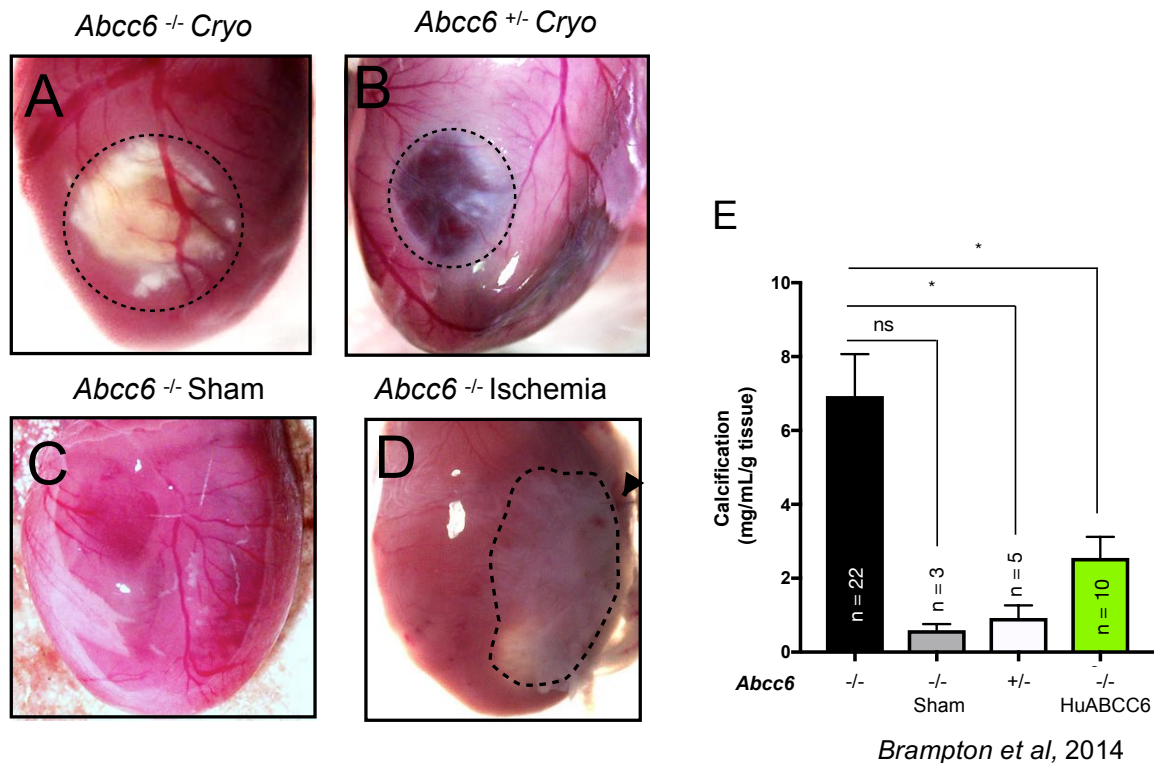 Abcc6 -/- Cryo
Abcc6 +/- Cryo
A
B
Abcc6 -/- Sham
Abcc6 -/- Ischemia
C
D
E
*
*
ns
10
8
6
4
2
0
Calcification
(mg/mL/g tissue)
n = 22
n = 3
n = 5
n = 10
Abcc6 -/- -/- +/- -/-
Sham HuABCC6
Brampton et al, 2014